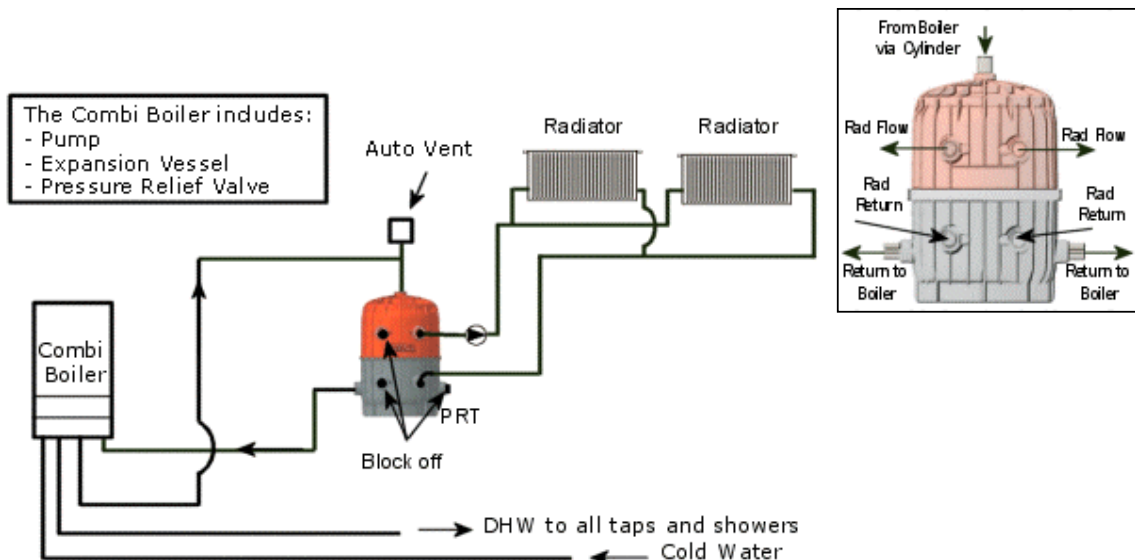 The Combi Boiler includes:
- Pump
- Expansion Vessel
- Pressure Relief Valve
Auto Vent
Radiator
Radiator
Combi
Boiler
PRT
Block off
DHW to all taps and showers
Cold Water
From Boiler
via Cylinder
Rad Flow
Rad Flow
Rad
Return
Rad
Return
Return to
Boiler
Return to
Boiler